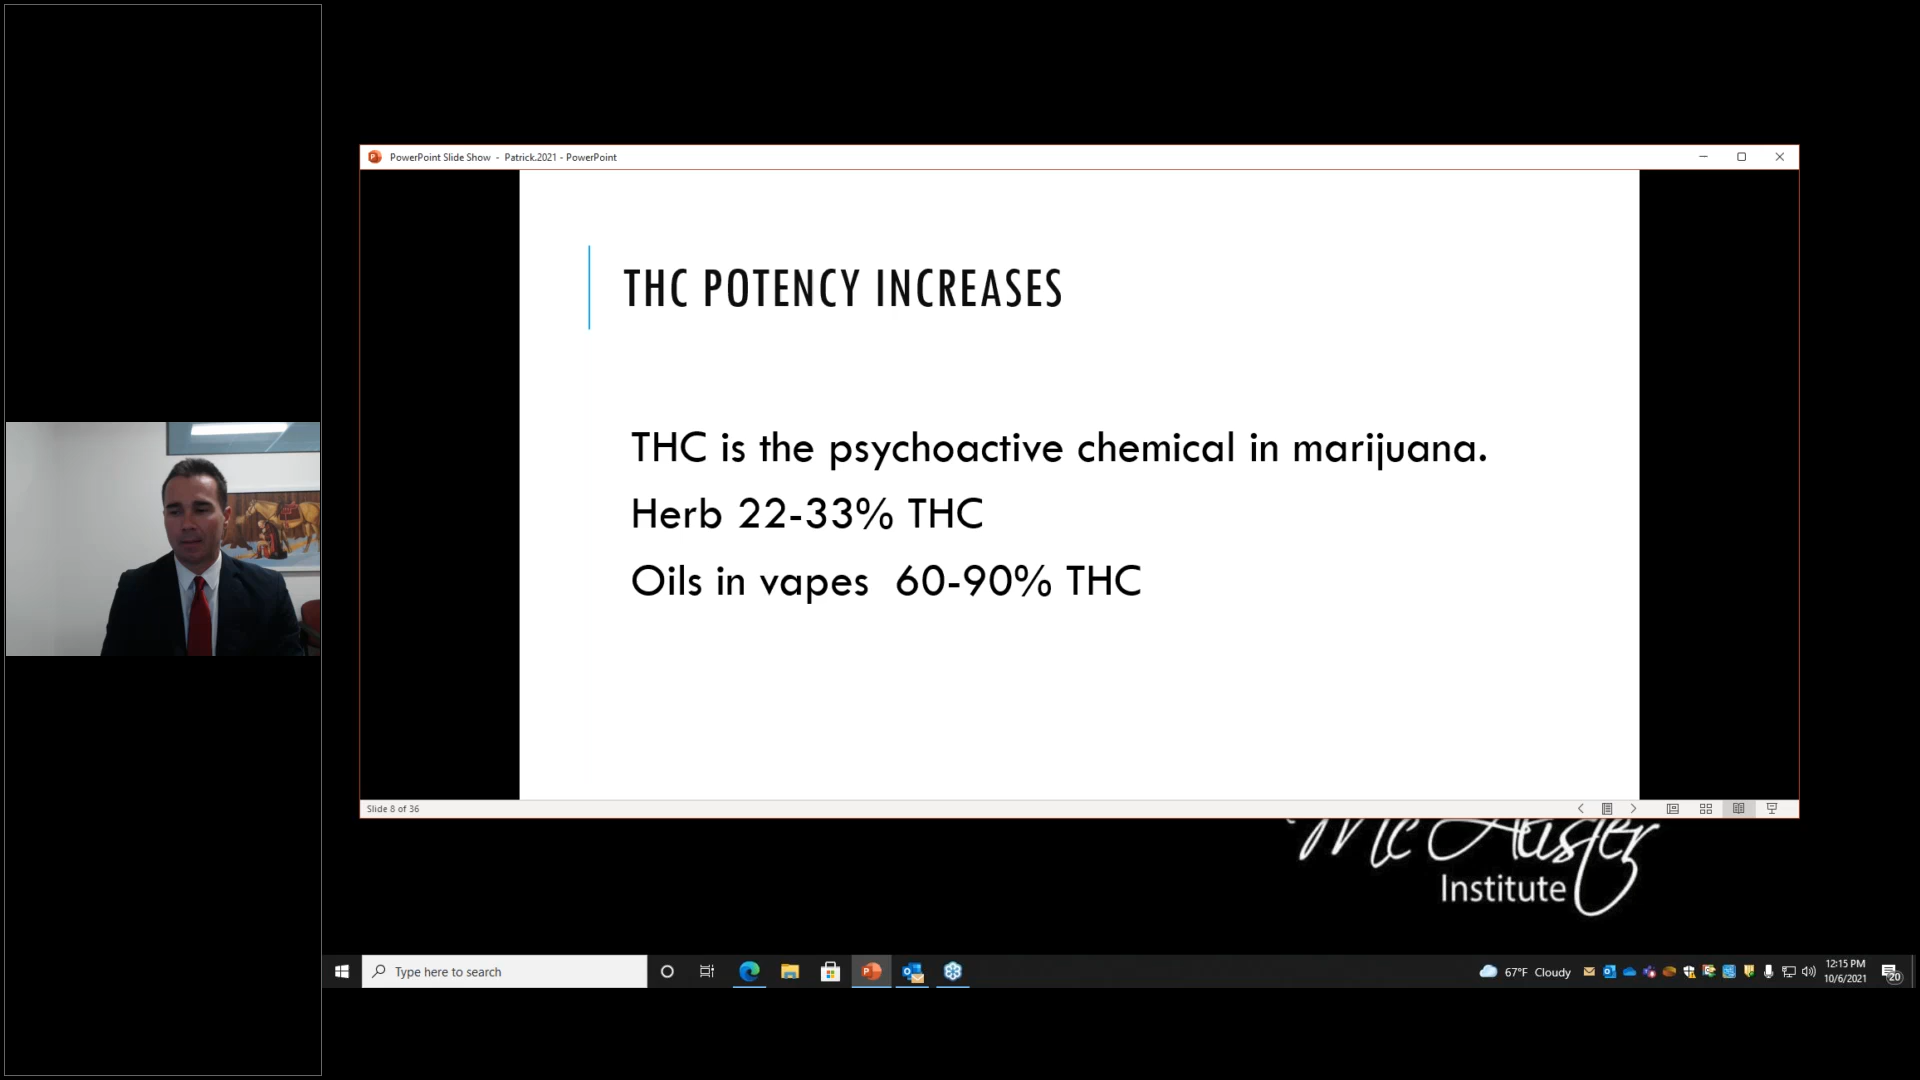 PowerPoint Slide Show - Patrick.2021 - PowerPoint
THC POTENCY INCREASES
THC is the psychoactive chemical in marijuana.
Herb 22-33% THC
Oils in vapes 60-90% THC
Slide 8 of 36
McAlister
Institute
Type here to search
67°F Cloudy
12:15 PM
10/6/2021
20